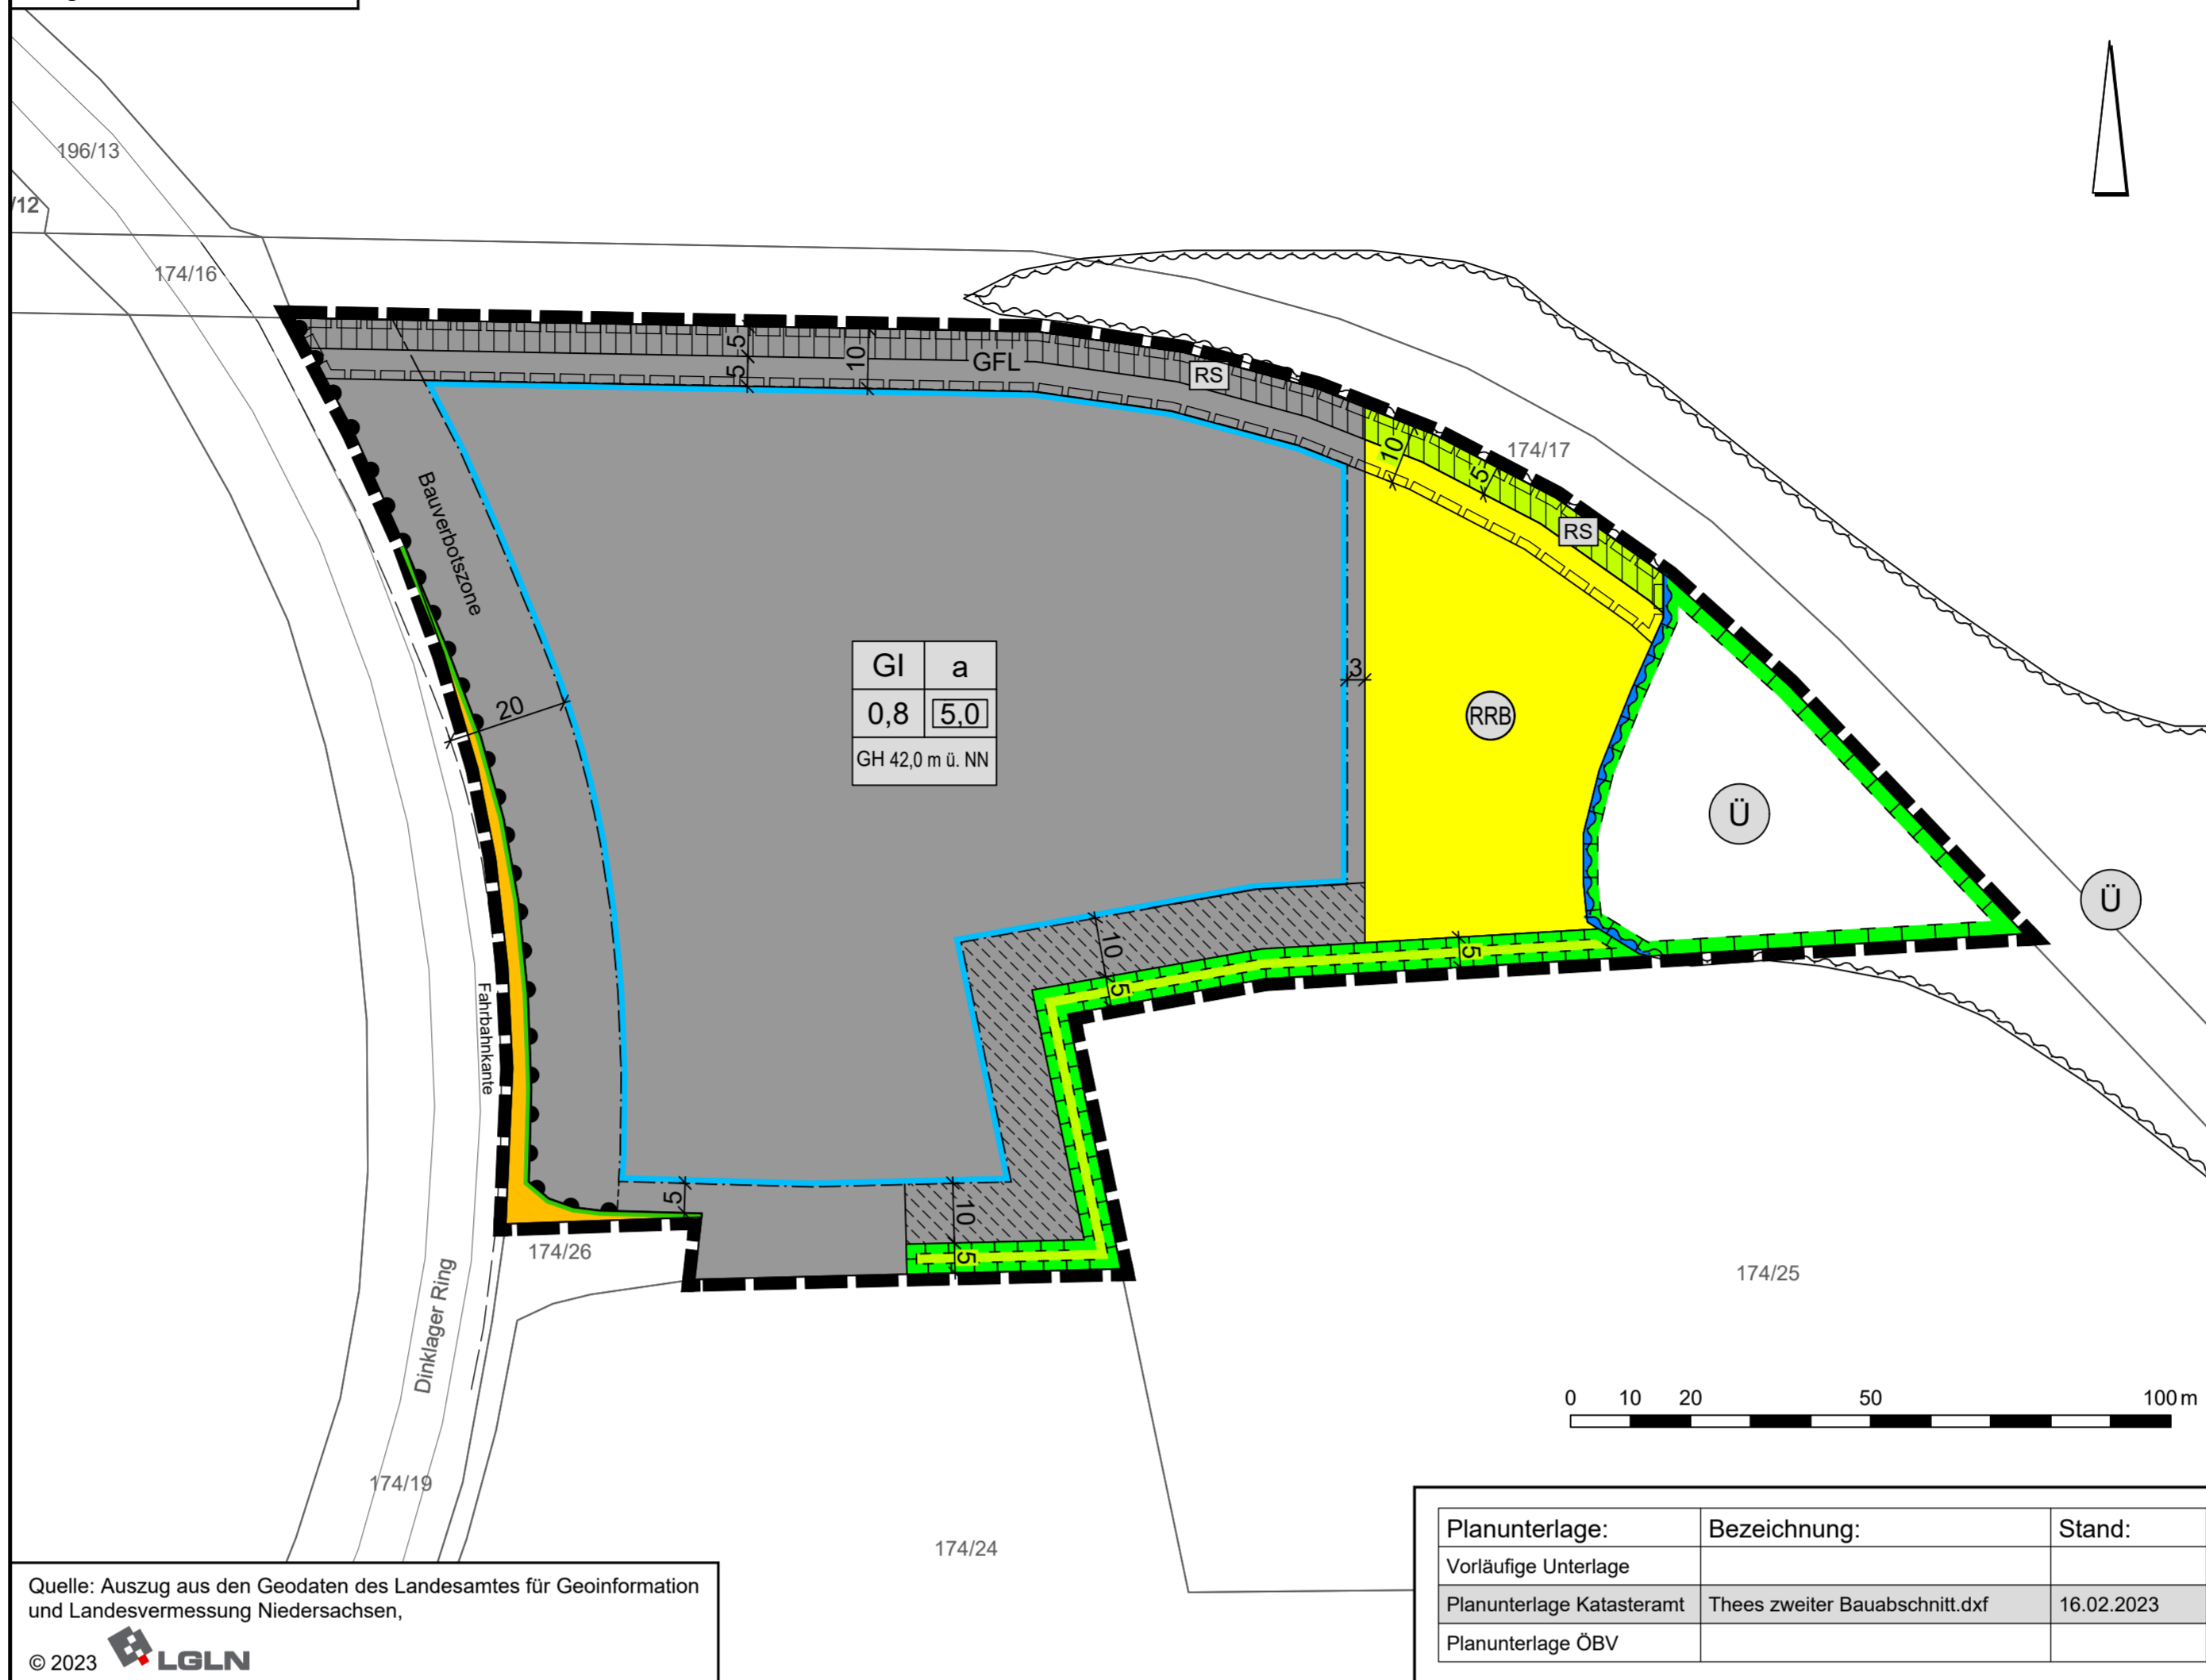 196/13
/12
174/16
5
10
5
GFL
RS
10
174/17
5
RS
Bauverbotszone
20
GI a
0,8 5,0
GH 42,0 m ü. NN
3
RRB
Ü
Ü
10
5
5
Fahrbahnkante
5
10
5
174/26
174/25
Dinklager Ring
0 10 20 50 100 m
174/19
174/24
Planunterlage: Bezeichnung: Stand:
Vorläufige Unterlage
Planunterlage Katasteramt Thees zweiter Bauabschnitt.dxf 16.02.2023
Planunterlage ÖBV
Quelle: Auszug aus den Geodaten des Landesamtes für Geoinformation
und Landesvermessung Niedersachsen,
© 2023 LGLN